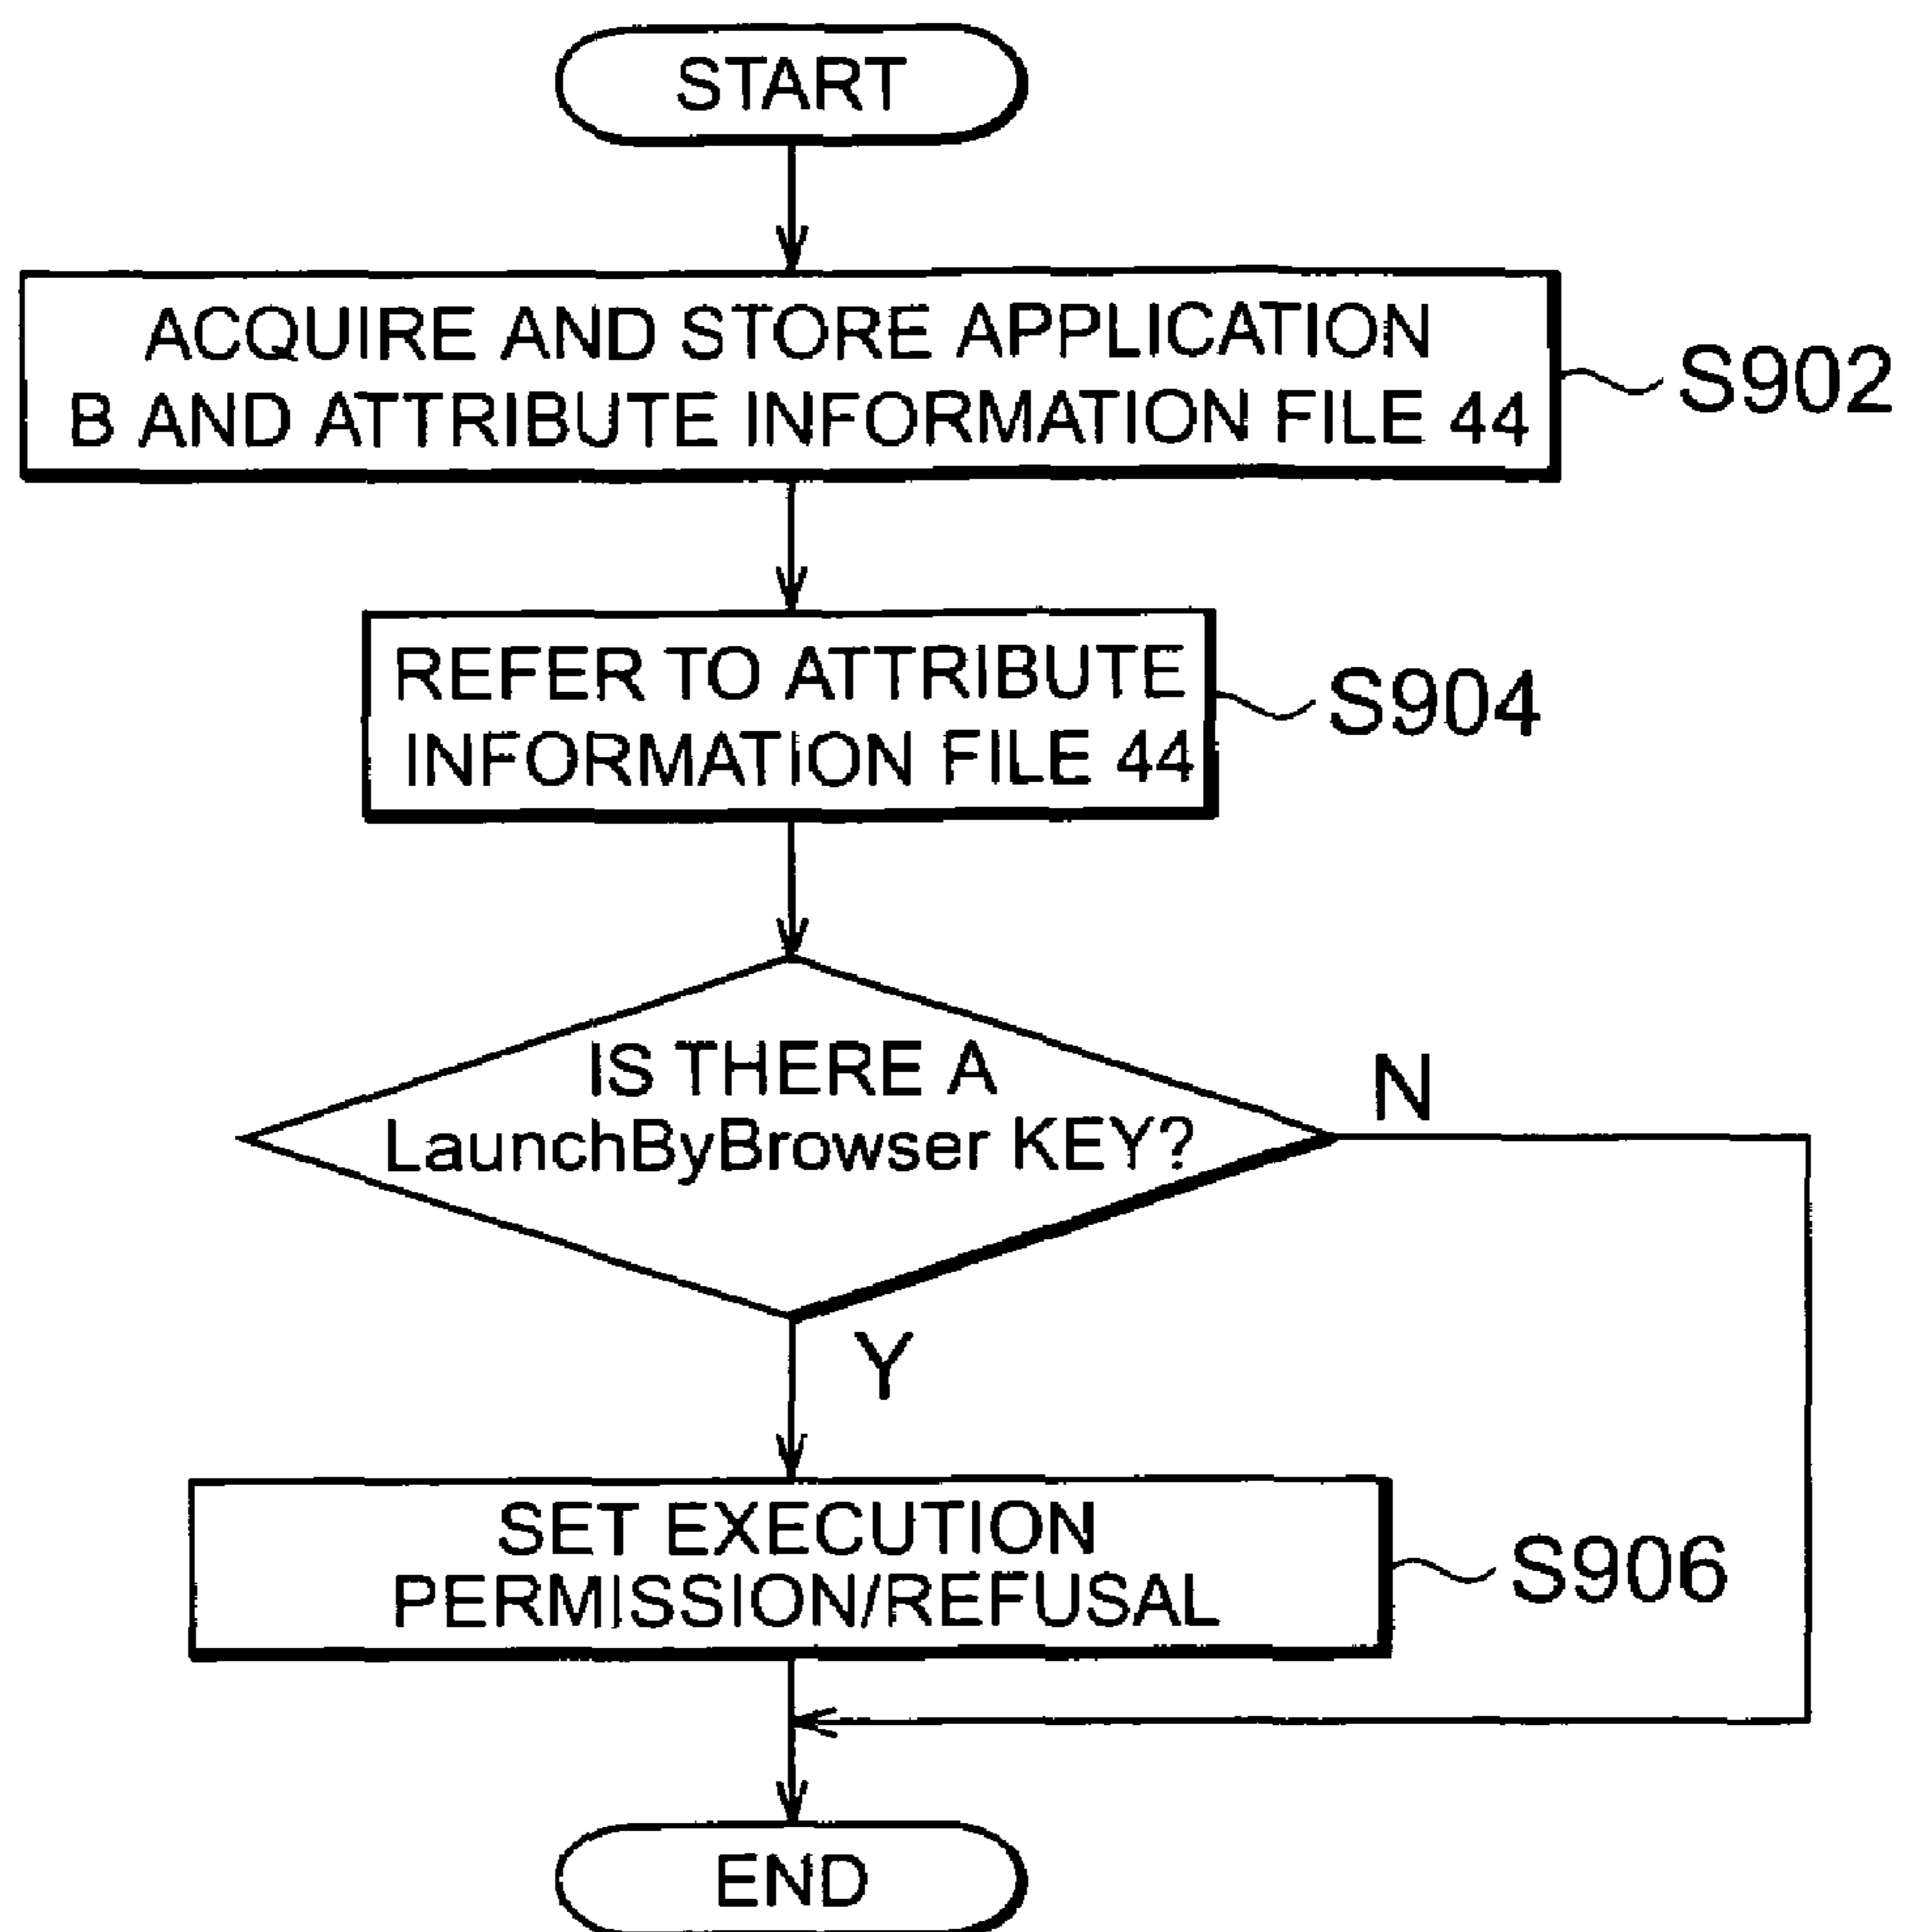 START
ACQUIRE AND STORE APPLICATION
B AND ATTRIBUTE INFORMATION FILE 44
S902
REFER TO ATTRIBUTE
INFORMATION FILE 44
S904
IS THERE A
LaunchByBrowser KEY?
N
Y
SET EXECUTION
PERMISSION/REFUSAL
S906
END